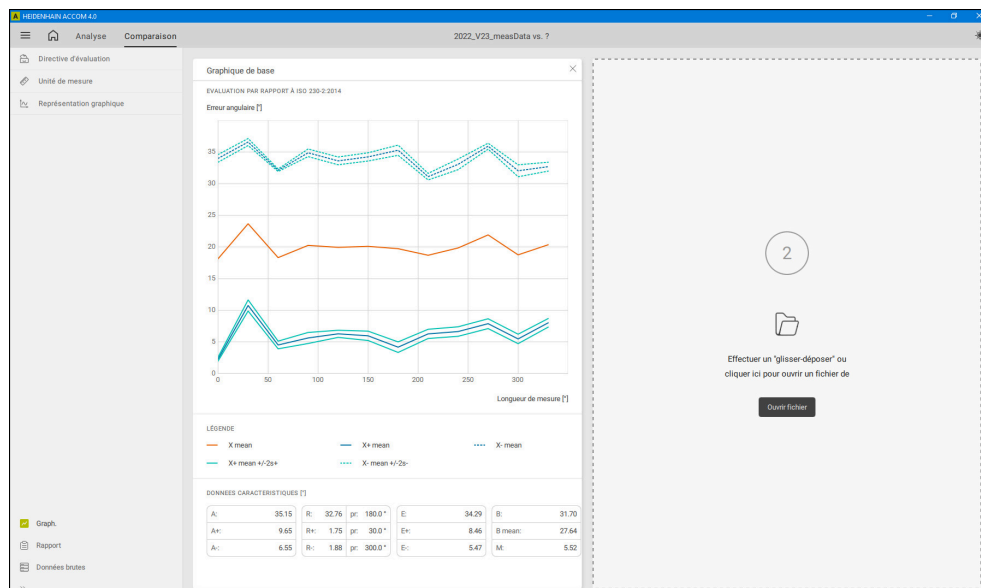 HEIDENHAIN ACCOM 4.0
Analyse Comparaison 2022_V23_measData vs. ?
Directive d'évaluation
Unité de mesure
Représentation graphique
Graphique de base
EVALUATION PAR RAPPORT À ISO 230-2:2014
Erreur angulaire ["]
35
30
25
20
15
10
5
0
0 50 100 150 200 250 300
Longueur de mesure [°]
LÉGENDE
X mean X+ mean X- mean
X+ mean +/-2s+ X- mean +/-2s-
DONNEES CARACTERISTIQUES ["]
A: 35.15 R: 32.76 pr: 180.0 ° E: 34.29 B: 31.70
A+: 9.65 R+: 1.75 pr: 30.0 ° E+: 8.46 B mean: 27.64
A-: 6.55 R-: 1.88 pr: 300.0 ° E-: 5.47 M: 5.52
2
Effectuer un "glisser-déposer" ou
cliquer ici pour ouvrir un fichier de
Ouvrir fichier
Graph.
Rapport
Données brutes